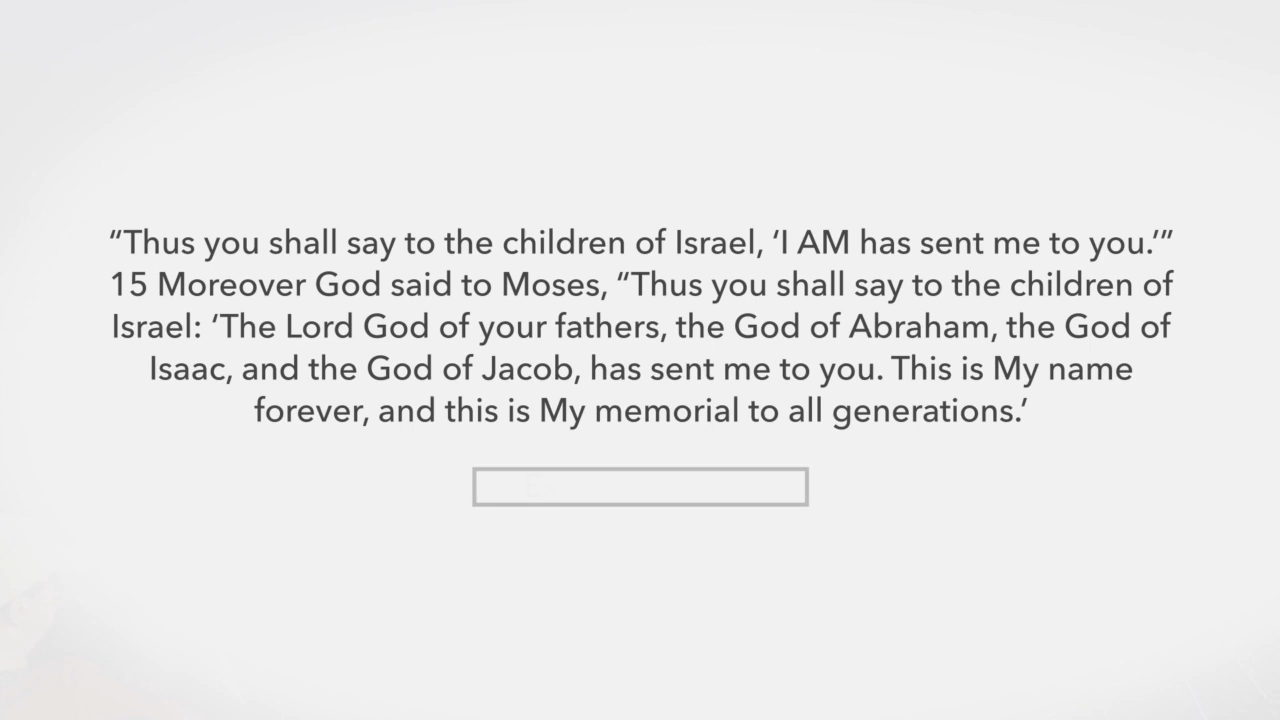 “Thus you shall say to the children of Israel, ‘I AM has sent me to you.’”
15 Moreover God said to Moses, “Thus you shall say to the children of
Israel: ‘The Lord God of your fathers, the God of Abraham, the God of
Isaac, and the God of Jacob, has sent me to you. This is My name
forever, and this is My memorial to all generations.’